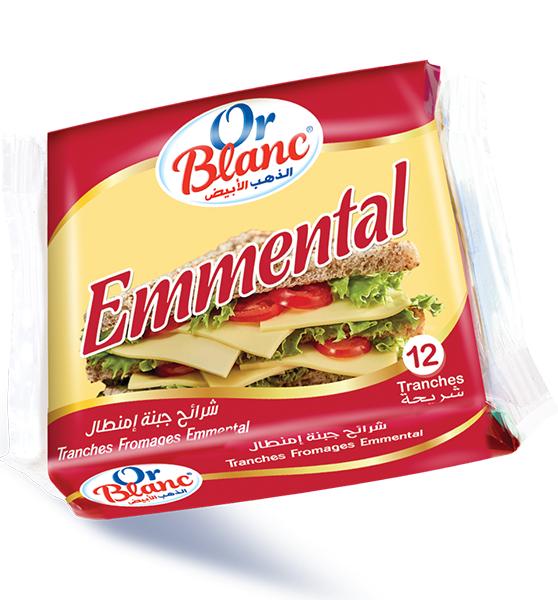 Or
Blanc®
الذهب الأبيض
Emmental
12
Tranches
شريحة
شرائح جبنة إمنطال
Tranches Fromages Emmental
شرائح جبنة إمنطال
Tranches Fromages Emmental
Or
Blanc
الذهب الأبيض